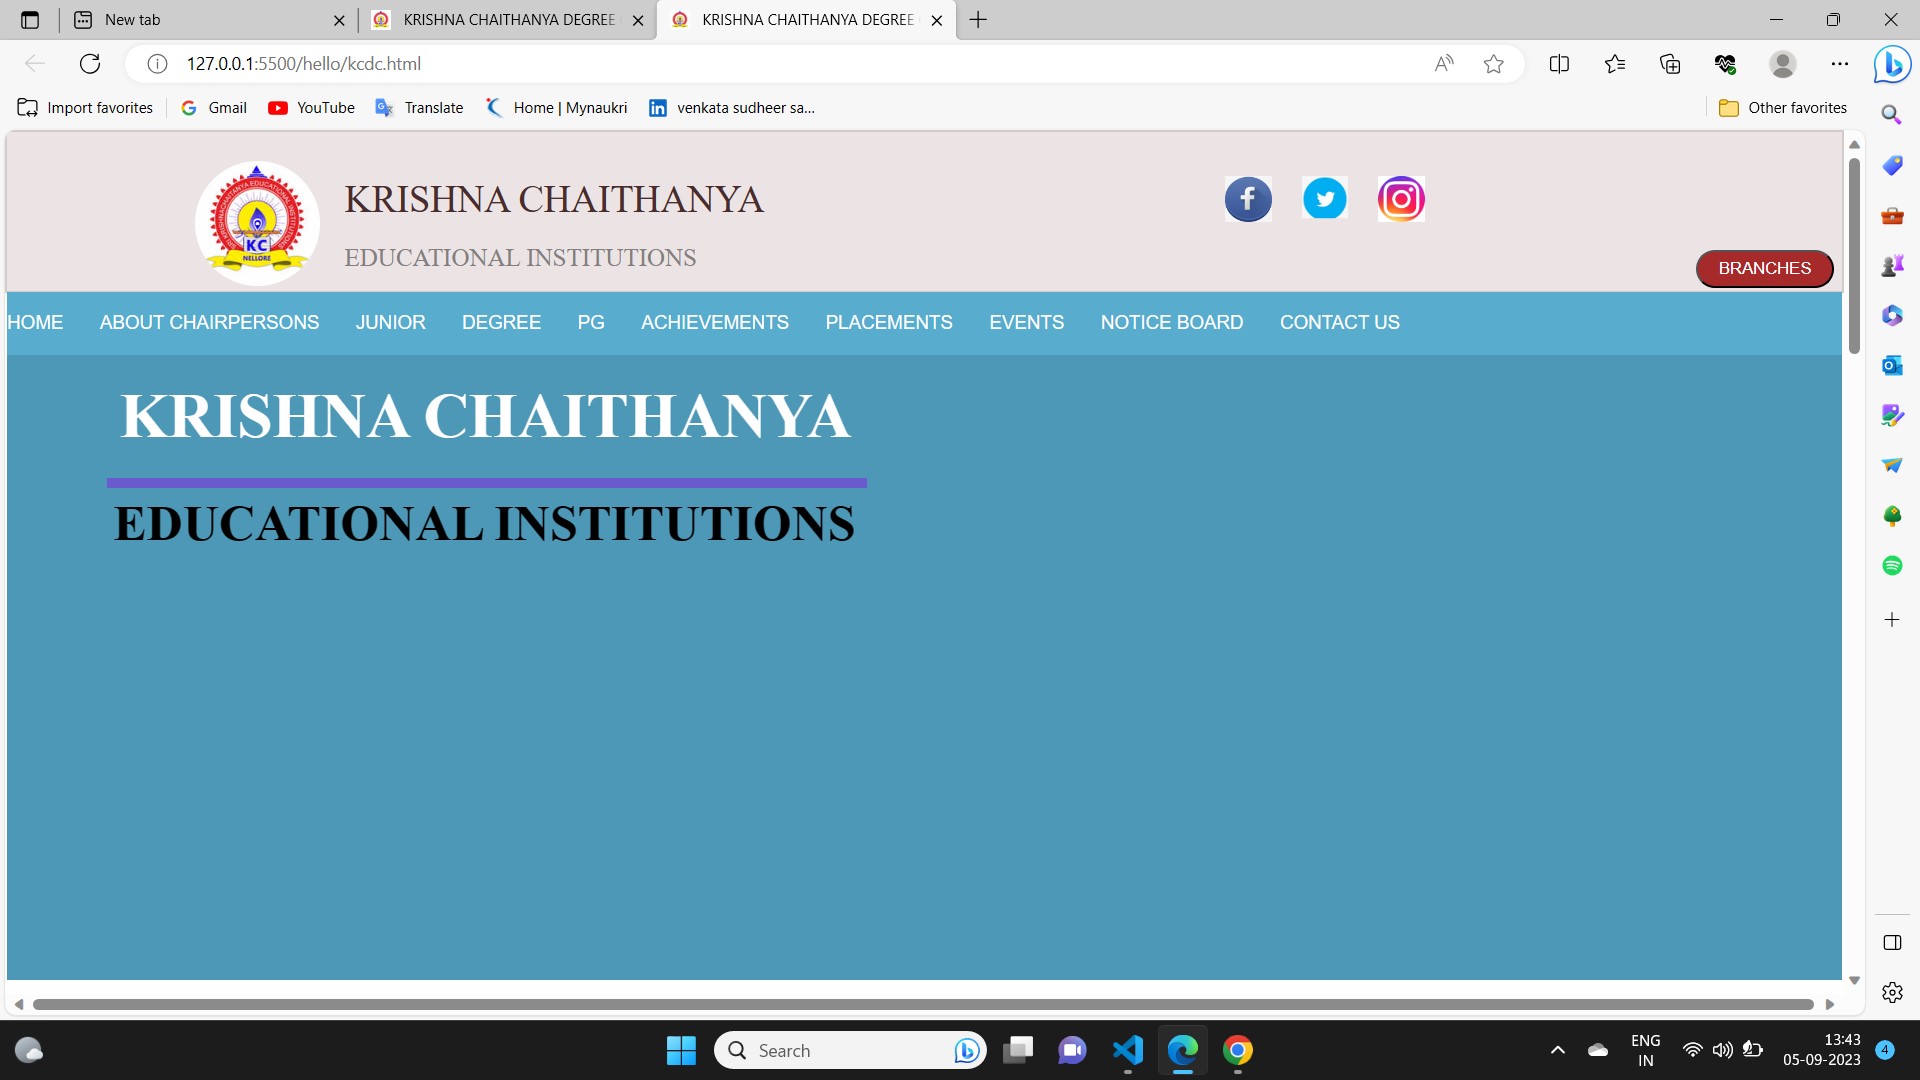 New tab
KRISHNA CHAITHANYA DEGREE
KRISHNA CHAITHANYA DEGREE
127.0.0.1:5500/hello/kcdc.html
Import favorites
Gmail
YouTube
Translate
Home | Mynaukri
venkata sudheer sa...
Other favorites
KC
NELLORE
KRISHNA CHAITHANYA
EDUCATIONAL INSTITUTIONS
BRANCHES
HOME ABOUT CHAIRPERSONS JUNIOR DEGREE PG ACHIEVEMENTS PLACEMENTS EVENTS NOTICE BOARD CONTACT US
KRISHNA CHAITHANYA
EDUCATIONAL INSTITUTIONS
Search
ENG
IN
13:43
05-09-2023
4